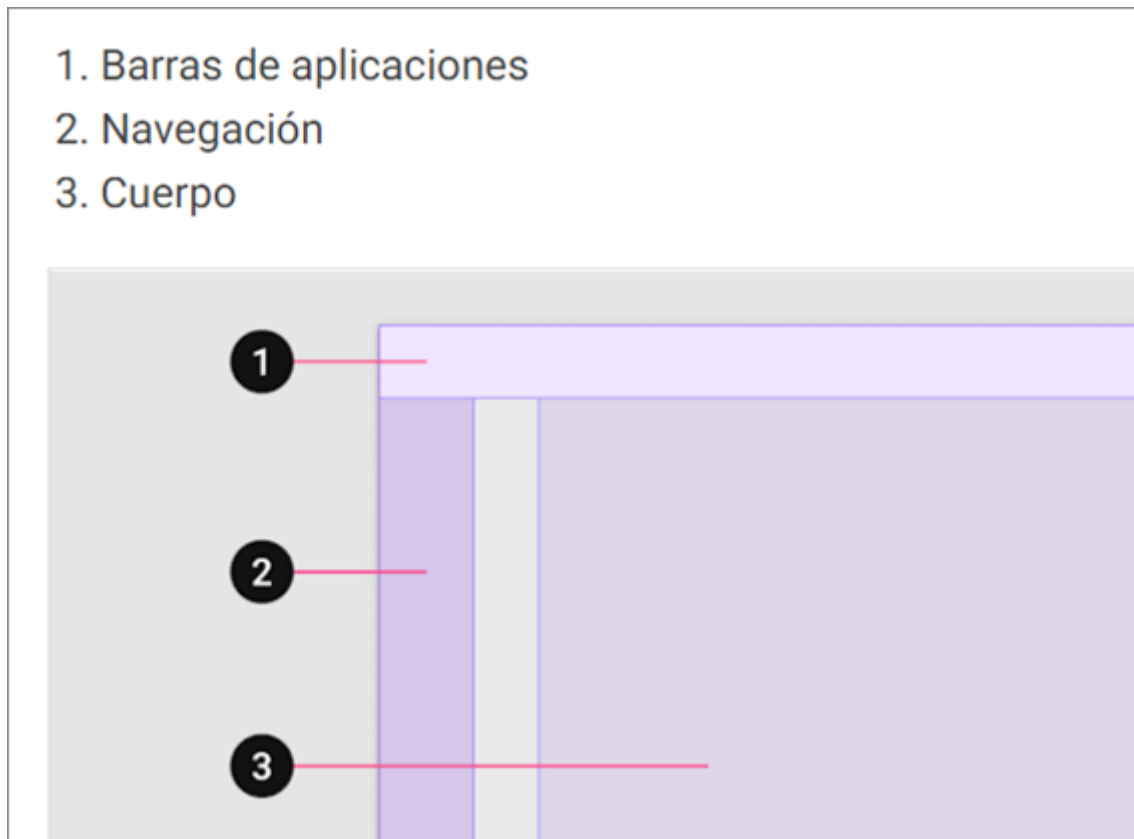 1. Barras de aplicaciones
2. Navegación
3. Cuerpo
1
2
3